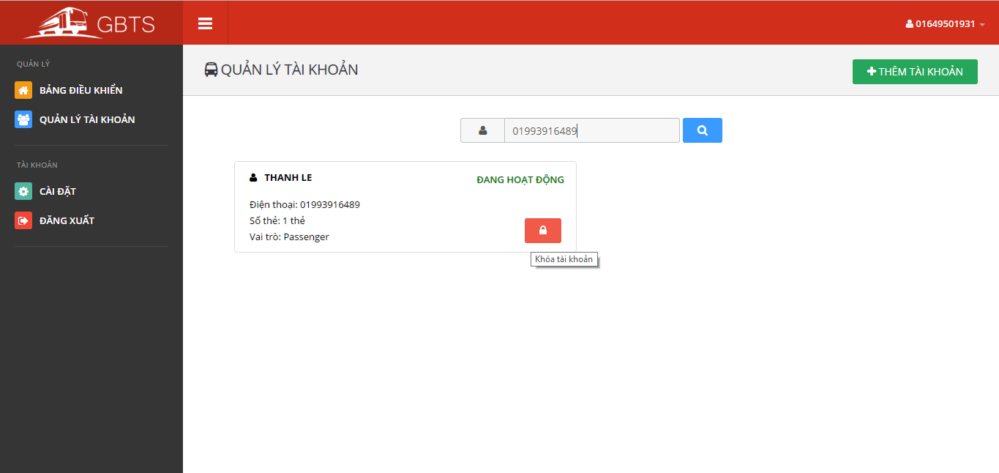 GBTS
01649501931
QUẢN LÝ
BẢNG ĐIỀU KHIỂN
QUẢN LÝ TÀI KHOẢN
TÀI KHOẢN
CÀI ĐẶT
ĐĂNG XUẤT
QUẢN LÝ TÀI KHOẢN
THÊM TÀI KHOẢN
01993916489
THANH LE
ĐANG HOẠT ĐỘNG
Điện thoại: 01993916489
Số thẻ: 1 thẻ
Vai trò: Passenger
Khóa tài khoản